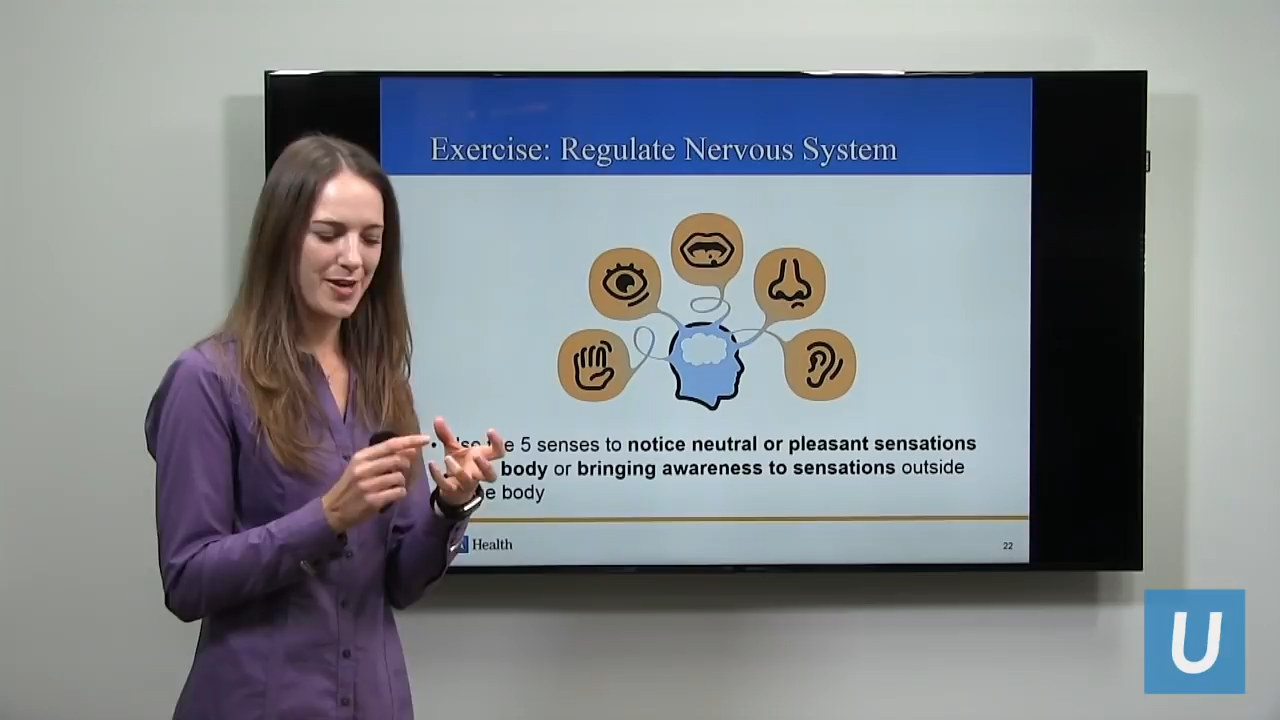 Exercise: Regulate Nervous System
5 senses to notice neutral or pleasant sensations
body or bringing awareness to sensations outside
body
Health
22
U